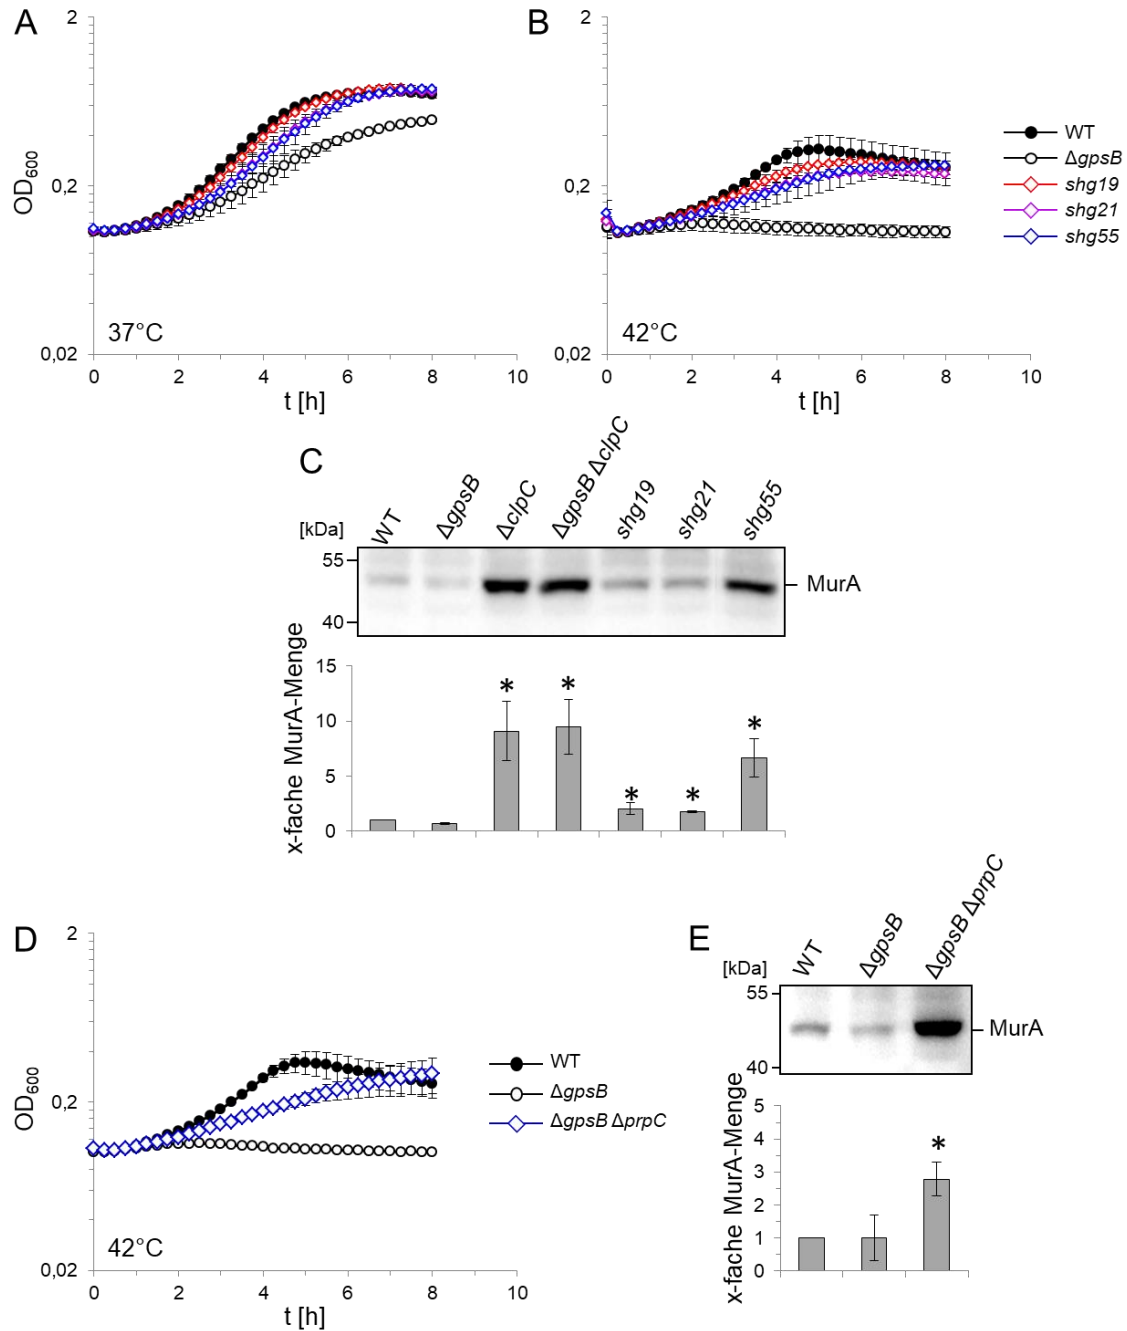 A
2
0,2
0,02
OD600
37°C
0 2 4 6 8 10
t [h]
B
2
0,2
0,02
42°C
0 2 4 6 8 10
t [h]
WT
ΔgpsB
shg19
shg21
shg55
C
[kDa]
WT
ΔgpsB
ΔclpC
ΔgpsB ΔclpC
shg19
shg21
shg55
55
40
MurA
x-fache MurA-Menge
15
10
5
0
* * * * *
D
2
0,2
0,02
OD600
42°C
0 2 4 6 8 10
t [h]
WT
ΔgpsB
ΔgpsB ΔprpC
E
[kDa]
WT
ΔgpsB
ΔgpsB ΔprpC
55
40
MurA
x-fache MurA-Menge
5
4
3
2
1
0
*